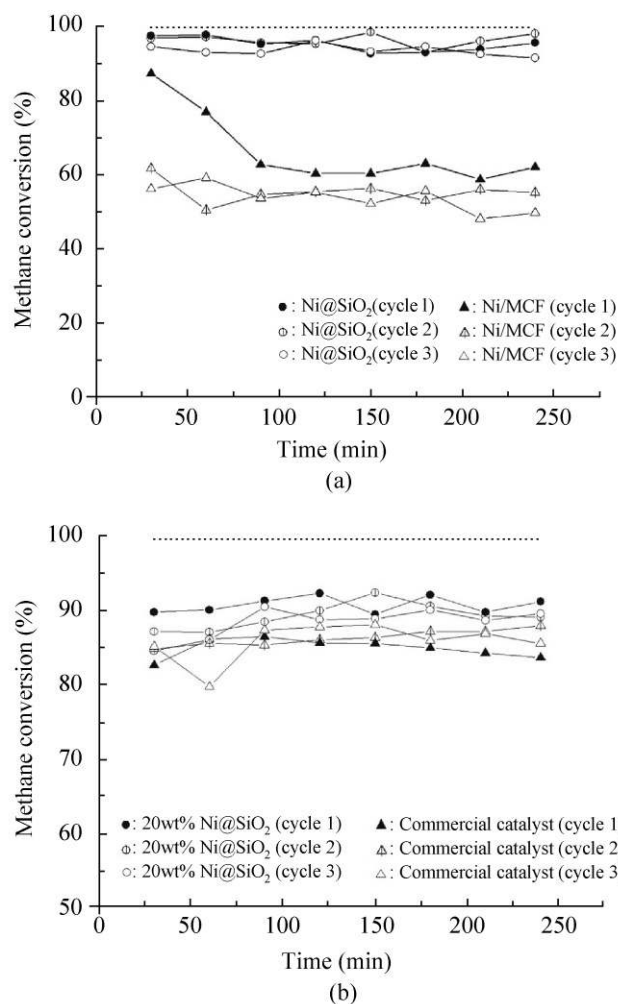 Methane conversion (%)
100
80
60
40
20
0
●: Ni@SiO₂(cycle l) ▲: Ni/MCF (cycle 1)
: Ni@SiO₂(cycle 2) : Ni/MCF (cycle 2)
○: Ni@SiO₂(cycle 3) △: Ni/MCF (cycle 3)
0 50 100 150 200 250
Time (min)
(a)
Methane conversion (%)
100
90
80
75
60
50
●: 20wt% Ni@SiO₂ (cycle 1) ▲: Commercial catalyst (cycle 1
: 20wt% Ni@SiO₂ (cycle 2) : Commercial catalyst (cycle 2
○: 20wt% Ni@SiO₂ (cycle 3) △: Commercial catalyst (cycle 3
0 50 100 150 200 250
Time (min)
(b)